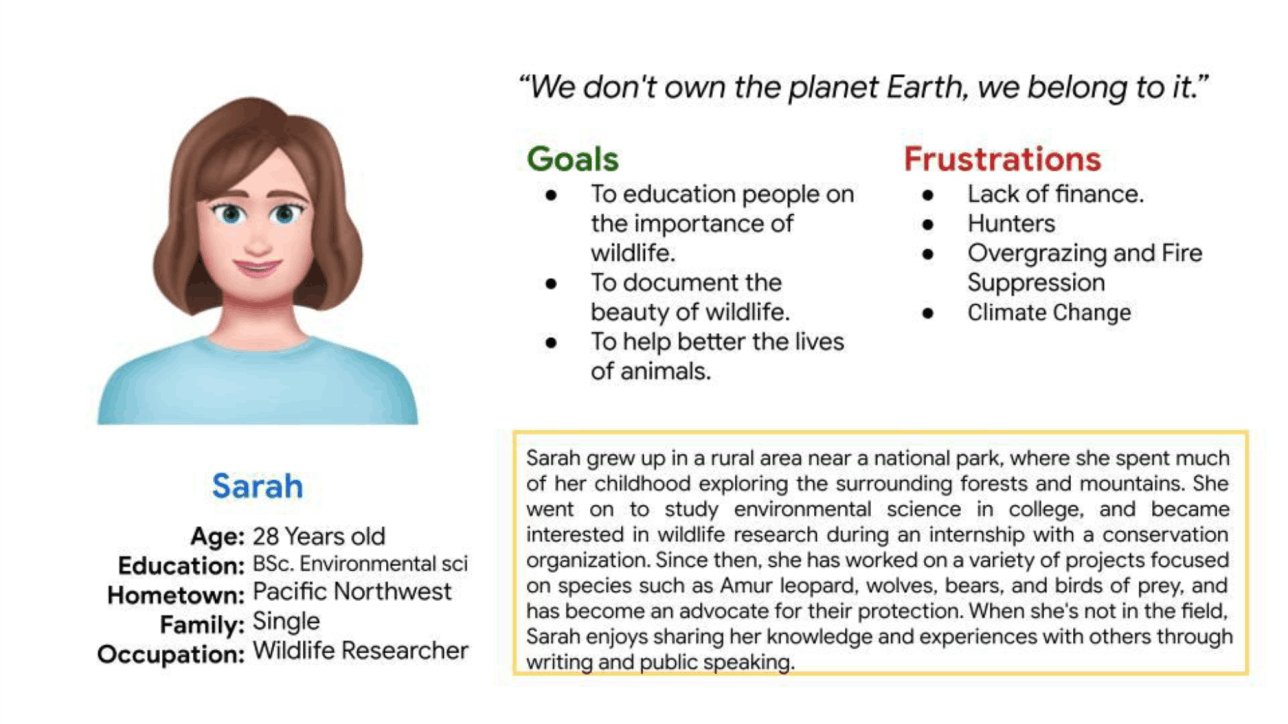 “We don't own the planet Earth, we belong to it.”
Goals
● To education people on
the importance of
wildlife.
● To document the
beauty of wildlife.
● To help better the lives
of animals.
Frustrations
● Lack of finance.
● Hunters
● Overgrazing and Fire
Suppression
● Climate Change
Sarah
Age: 28 Years old
Education: BSc. Environmental sci
Hometown: Pacific Northwest
Family: Single
Occupation: Wildlife Researcher
Sarah grew up in a rural area near a national park, where she spent much
of her childhood exploring the surrounding forests and mountains. She
went on to study environmental science in college, and became
interested in wildlife research during an internship with a conservation
organization. Since then, she has worked on a variety of projects focused
on species such as Amur leopard, wolves, bears, and birds of prey, and
has become an advocate for their protection. When she's not in the field,
Sarah enjoys sharing her knowledge and experiences with others through
writing and public speaking.